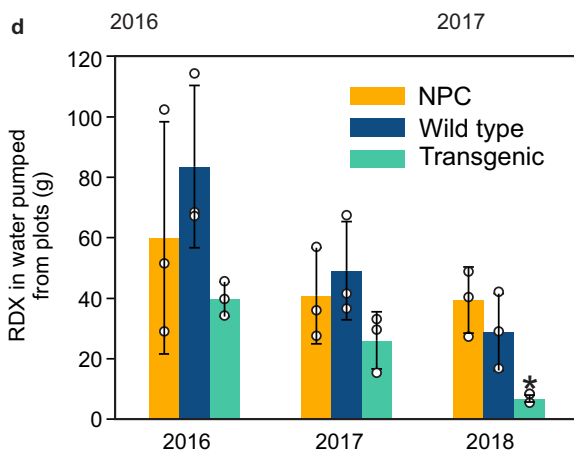 d
2016 2017
120
100
80
60
40
20
0
RDX in water pumped
from plots (g)
NPC
Wild type
Transgenic
*
2016 2017 2018